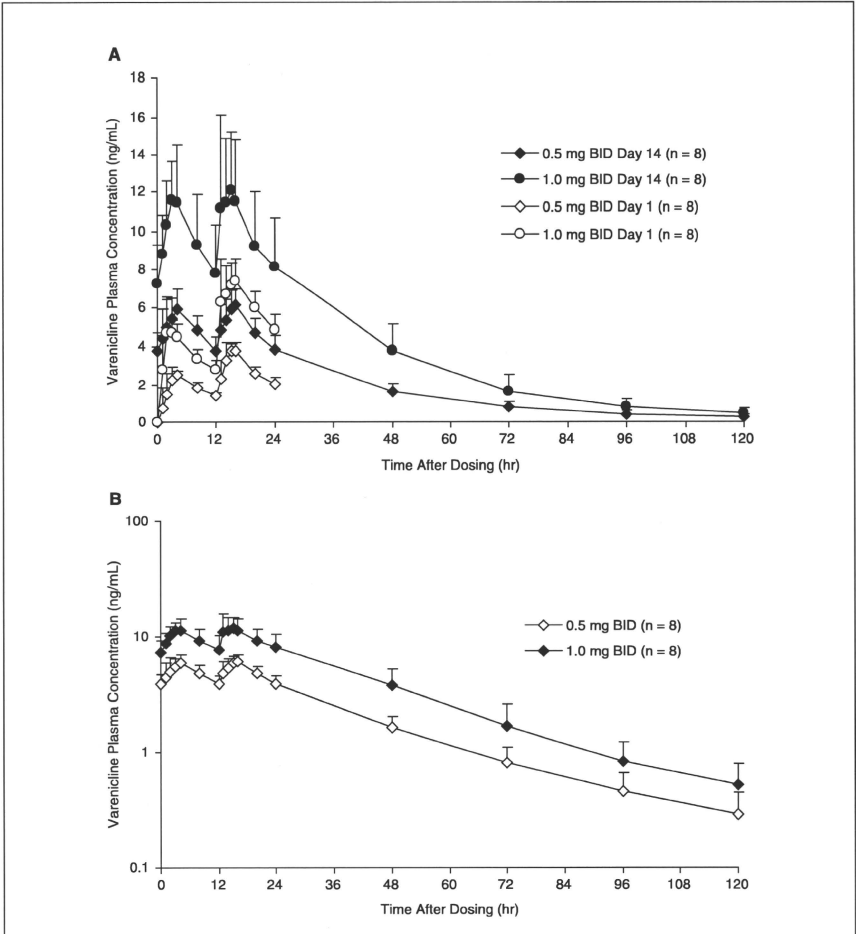 A
18
16
14
12
10
8
6
4
2
0
Varenicline Plasma Concentration (ng/mL)
0.5 mg BID Day 14 (n = 8)
1.0 mg BID Day 14 (n = 8)
0.5 mg BID Day 1 (n = 8)
1.0 mg BID Day 1 (n = 8)
0 12 24 36 48 60 72 84 96 108 120
Time After Dosing (hr)
B
100
10
1
0.1
Varenicline Plasma Concentration (ng/mL)
0.5 mg BID (n = 8)
1.0 mg BID (n = 8)
0 12 24 36 48 60 72 84 96 108 120
Time After Dosing (hr)